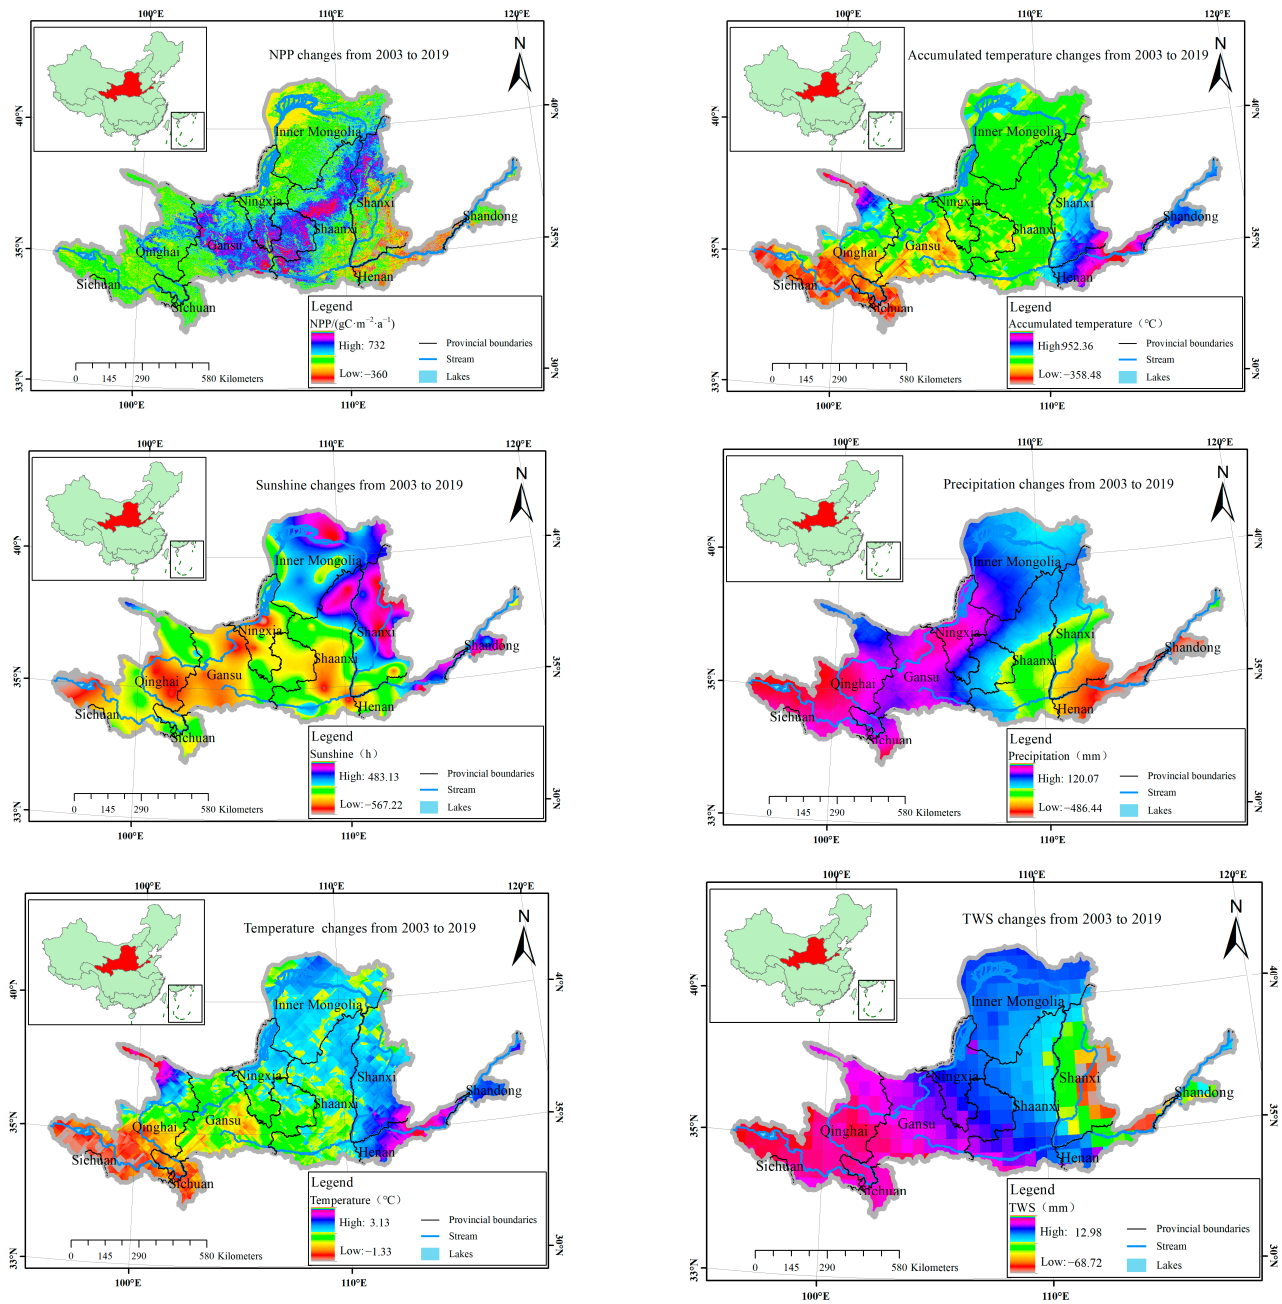 100°E 110°E 120°E
NPP changes from 2003 to 2019
N
40°N
40°N
Inner Mongolia
Ningxia
Shanxi
Shandong
Gansu
Shaanxi
Qinghai
35°N
35°N
Henan
Sichuan
Sichuan
Legend
NPP/(gC·m⁻²·a⁻¹)
High: 732
Low: −360
Provincial boundaries
Stream
Lakes
0 145 290 580 Kilometers
30°N
33°N
100°E 110°E
100°E 110°E 120°E
Accumulated temperature changes from 2003 to 2019
N
40°N
40°N
Inner Mongolia
Ningxia
Shanxi
Shandong
Gansu
Shaanxi
Qinghai
35°N
35°N
Henan
Sichuan
Sichuan
Legend
Accumulated temperature（°C）
High:952.36
Low: −358.48
Provincial boundaries
Stream
Lakes
0 145 290 580 Kilometers
30°N
33°N
100°E 110°E
100°E 110°E 120°E
Sunshine changes from 2003 to 2019
N
40°N
40°N
Inner Mongolia
Ningxia
Shanxi
Shandong
Shaanxi
Gansu
Qinghai
35°N
35°N
Henan
Sichuan
Sichuan
Legend
Sunshine（h）
High: 483.13
Low: −567.22
Provincial boundaries
Stream
Lakes
0 145 290 580 Kilometers
30°N
33°N
100°E 110°E
100°E 110°E 120°E
Precipitation changes from 2003 to 2019
N
40°N
40°N
Inner Mongolia
Ningxia
Shanxi
Shandong
Shaanxi
Gansu
Qinghai
35°N
35°N
Henan
Sichuan
Sichuan
Legend
Precipitation（mm）
High: 120.07
Low: −486.44
Provincial boundaries
Stream
Lakes
0 145 290 580 Kilometers
30°N
33°N
100°E 110°E
100°E 110°E 120°E
Temperature changes from 2003 to 2019
N
40°N
40°N
Inner Mongolia
Ningxia
Shanxi
Shandong
Shaanxi
Gansu
Qinghai
35°N
35°N
Henan
Sichuan
Sichuan
Legend
Temperature（°C）
High: 3.13
Low: −1.33
Provincial boundaries
Stream
Lakes
0 145 290 580 Kilometers
30°N
33°N
100°E 110°E
100°E 110°E 120°E
TWS changes from 2003 to 2019
N
40°N
40°N
Inner Mongolia
Ningxia
Shanxi
Shandong
Shaanxi
Gansu
Qinghai
35°N
35°N
Henan
Sichuan
Sichuan
Legend
TWS（mm）
High: 12.98
Low: −68.72
Provincial boundaries
Stream
Lakes
0 145 290 580 Kilometers
30°N
33°N
100°E 110°E